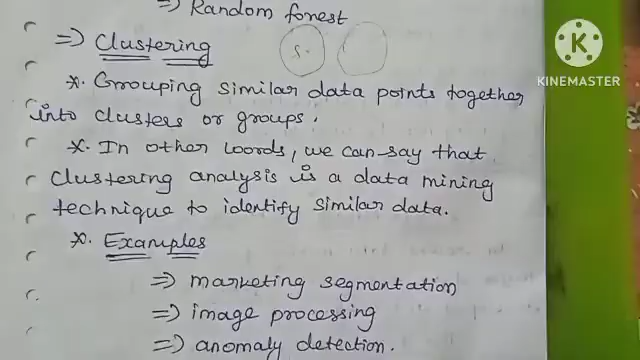 => Random forest
=> Clustering
S.
KINEMASTER
*. Grouping similar data points together
into clusters or groups.
*. In other words, we can say that
clustering analysis is a data mining
technique to identify similar data.
*. Examples
=> marketing segmentation
=> image processing
=> anomaly detection.